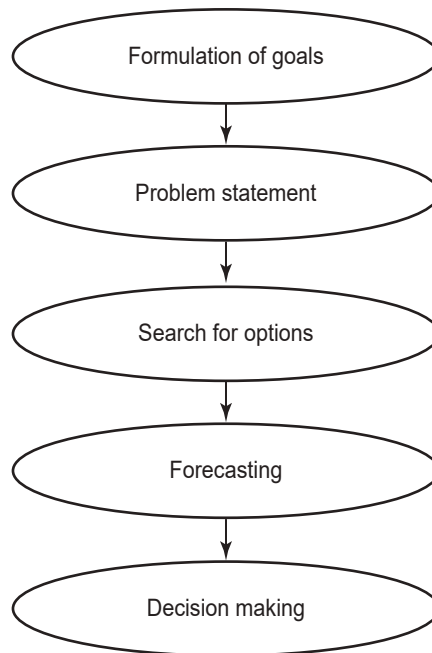 Formulation of goals
Problem statement
Search for options
Forecasting
Decision making